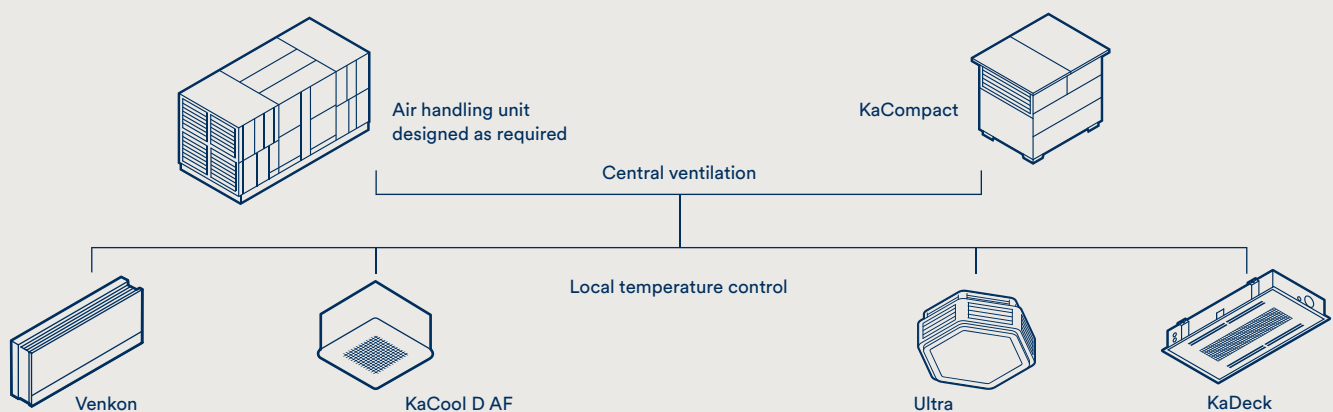 Air handling unit
designed as required
KaCompact
Central ventilation
Local temperature control
Venkon
KaCool D AF
Ultra
KaDeck